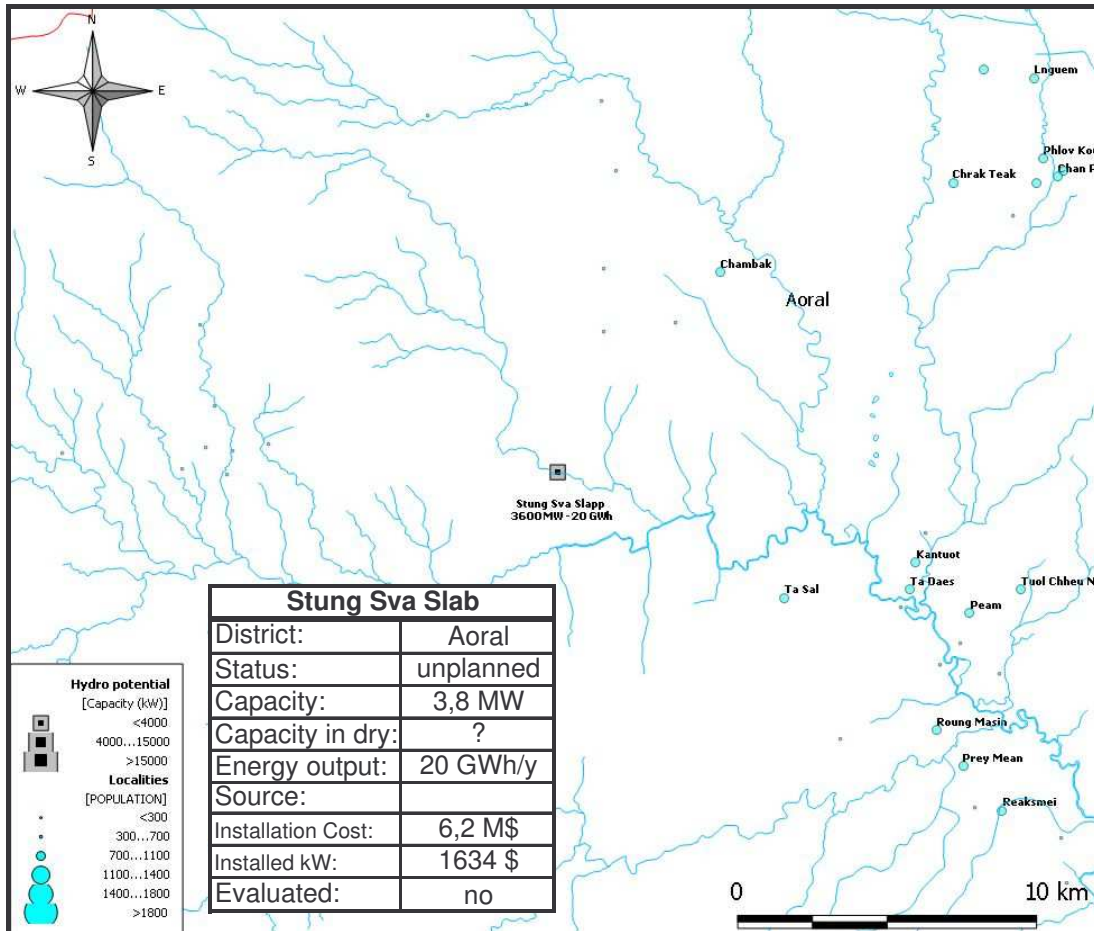 N
W
E
S
Lnguem
Phlov Kou
Chan P
Chrak Teak
Chambak
Aoral
Stung Sva Slapp
3600MW - 20 GWh
Kantuot
Ta Daes
Tuol Chheu N
Ta Sal
Peam
Roung Masin
Prey Mean
Reaksmei
Stung Sva Slab
District: Aoral
Status: unplanned
Capacity: 3,8 MW
Capacity in dry: ?
Energy output: 20 GWh/y
Source:
Installation Cost: 6,2 M$
Installed kW: 1634 $
Evaluated: no
Hydro potential
[Capacity (kW)]
<4000
4000...15000
>15000
Localities
[POPULATION]
<300
300...700
700...1100
1100...1400
1400...1800
>1800
0 10 km